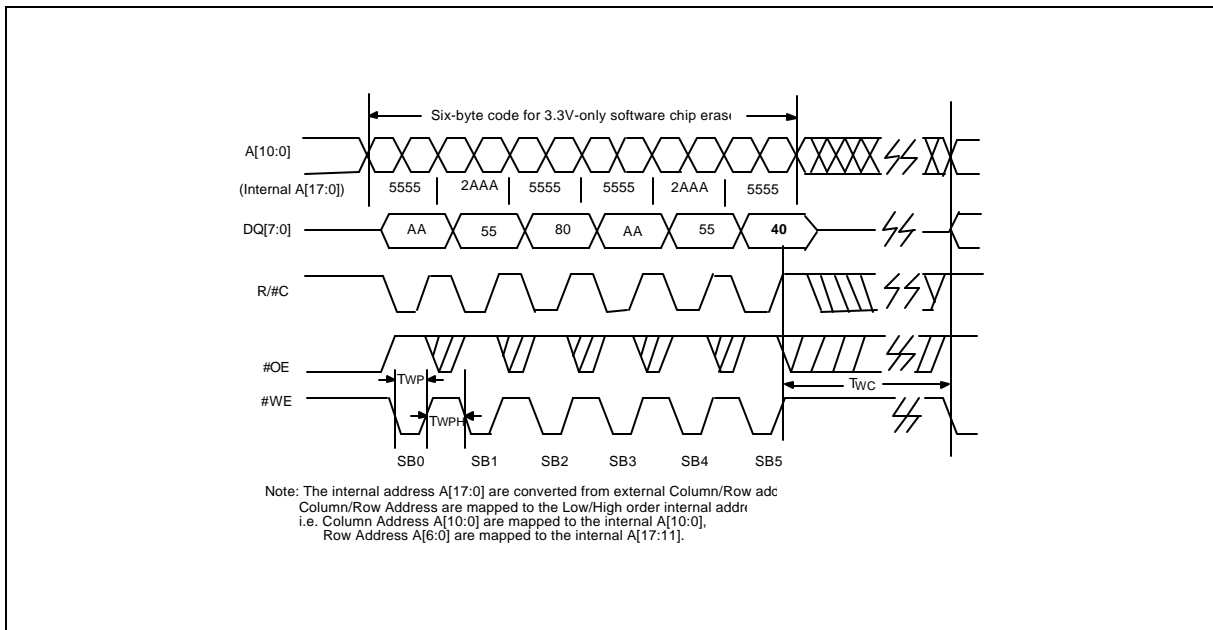 Six-byte code for 3.3V-only software chip erase
A[10:0]
(Internal A[17:0])
5555 2AAA 5555 5555 2AAA 5555
DQ[7:0]
AA 55 80 AA 55 40
R/#C
#OE
TWP
TWC
#WE
TWPH
SB0 SB1 SB2 SB3 SB4 SB5
Note: The internal address A[17:0] are converted from external Column/Row add
Column/Row Address are mapped to the Low/High order internal addre
i.e. Column Address A[10:0] are mapped to the internal A[10:0],
Row Address A[6:0] are mapped to the internal A[17:11].